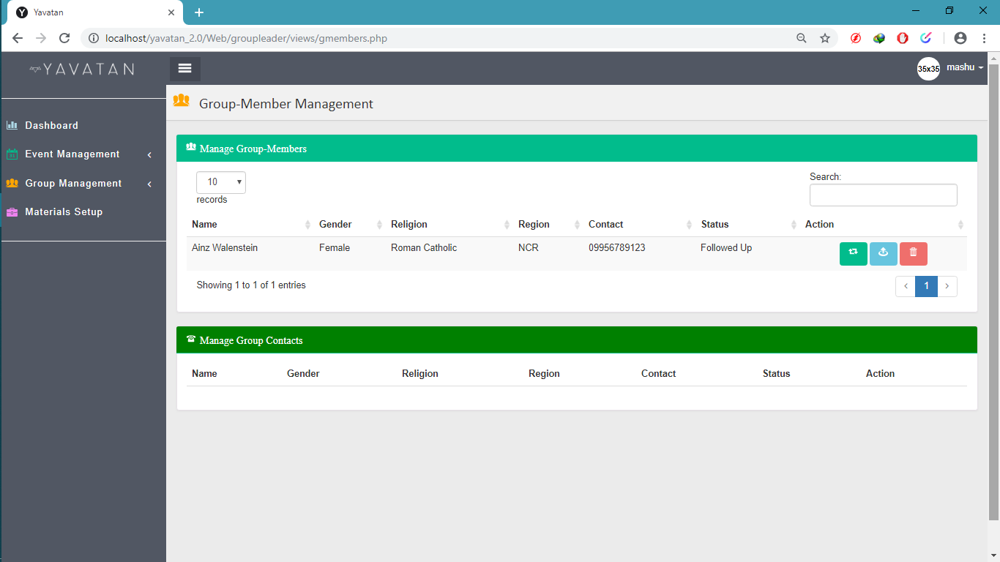 Yavatan
localhost/yavatan_2.0/Web/groupleader/views/gmembers.php
YAVATAN
35x35 mashu
Group-Member Management
Dashboard
Event Management
31
Group Management
Materials Setup
Manage Group-Members
10
records
Search:
Name Gender Religion Region Contact Status Action
Ainz Walenstein Female Roman Catholic NCR 09956789123 Followed Up
Showing 1 to 1 of 1 entries
‹ 1 ›
Manage Group Contacts
Name Gender Religion Region Contact Status Action